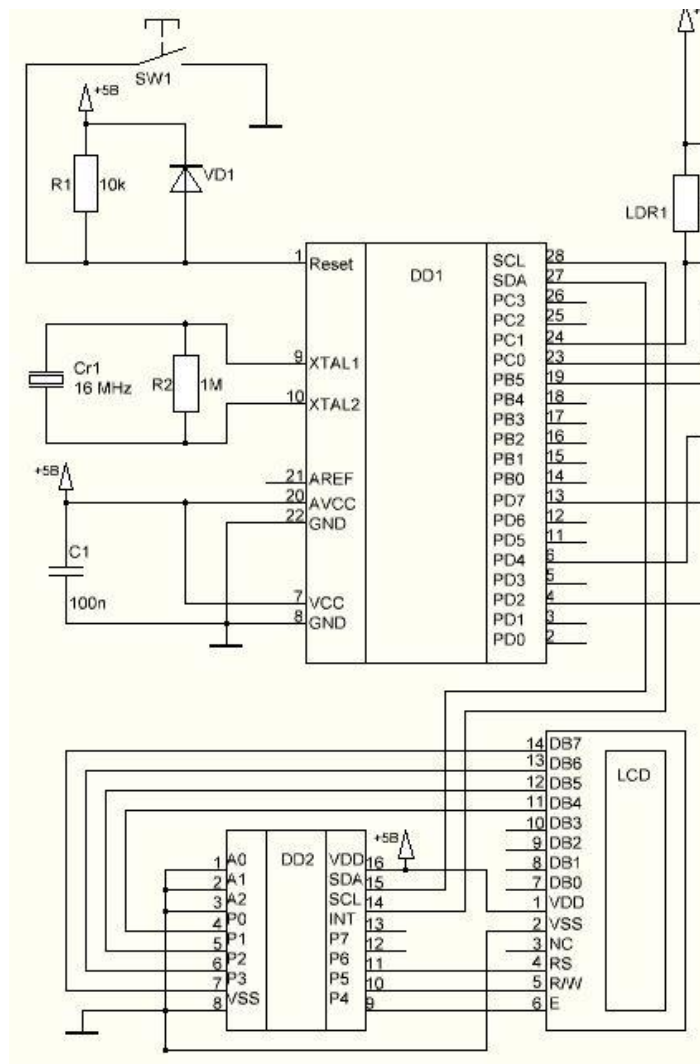 SW1
+5В
R1
10k
VD1
+
LDR1
1 Reset
DD1
SCL 28
SDA 27
PC3 26
PC2 25
PC1 24
PC0 23
PB5 19
PB4 18
PB3 17
PB2 16
PB1 15
PB0 14
PD7 13
PD6 12
PD5 11
PD4 6
PD3 5
PD2 4
PD1 3
PD0 2
Cr1
16 MHz
R2 1M
9 XTAL1
10 XTAL2
21 AREF
20 AVCC
22 GND
+5В
C1
100n
7 VCC
8 GND
14 DB7
13 DB6
12 DB5
11 DB4
10 DB3
9 DB2
8 DB1
7 DB0
1 VDD
2 VSS
3 NC
4 RS
5 R/W
6 E
LCD
+5В
DD2
1 A0
2 A1
3 A2
4 P0
5 P1
6 P2
7 P3
8 VSS
VDD 16
SDA 15
SCL 14
INT 13
P7 12
P6 11
P5 10
P4 9